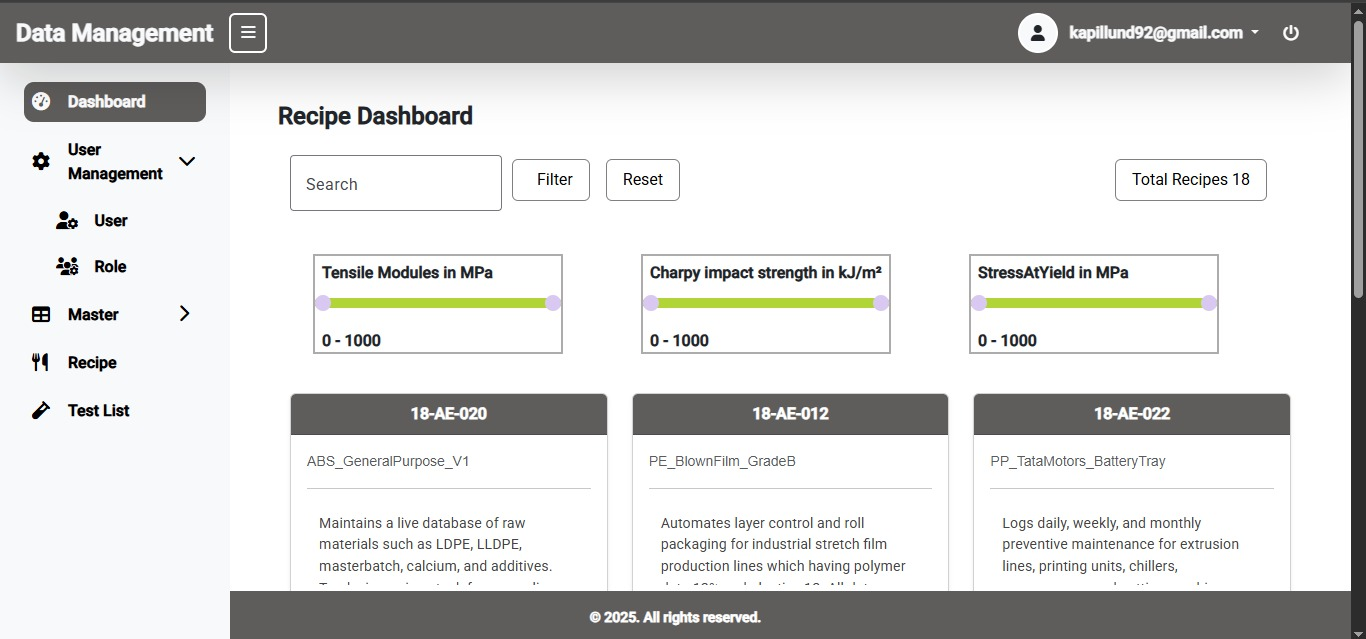 Data Management
kapillund92@gmail.com
Dashboard
User
Management
User
Role
Master
Recipe
Test List
Recipe Dashboard
Search
Filter
Reset
Total Recipes 18
Tensile Modules in MPa
0 - 1000
Charpy impact strength in kJ/m²
0 - 1000
StressAtYield in MPa
0 - 1000
18-AE-020
ABS_GeneralPurpose_V1
Maintains a live database of raw
materials such as LDPE, LLDPE,
masterbatch, calcium, and additives.
18-AE-012
PE_BlownFilm_GradeB
Automates layer control and roll
packaging for industrial stretch film
production lines which having polymer
18-AE-022
PP_TataMotors_BatteryTray
Logs daily, weekly, and monthly
preventive maintenance for extrusion
lines, printing units, chillers,
© 2025. All rights reserved.